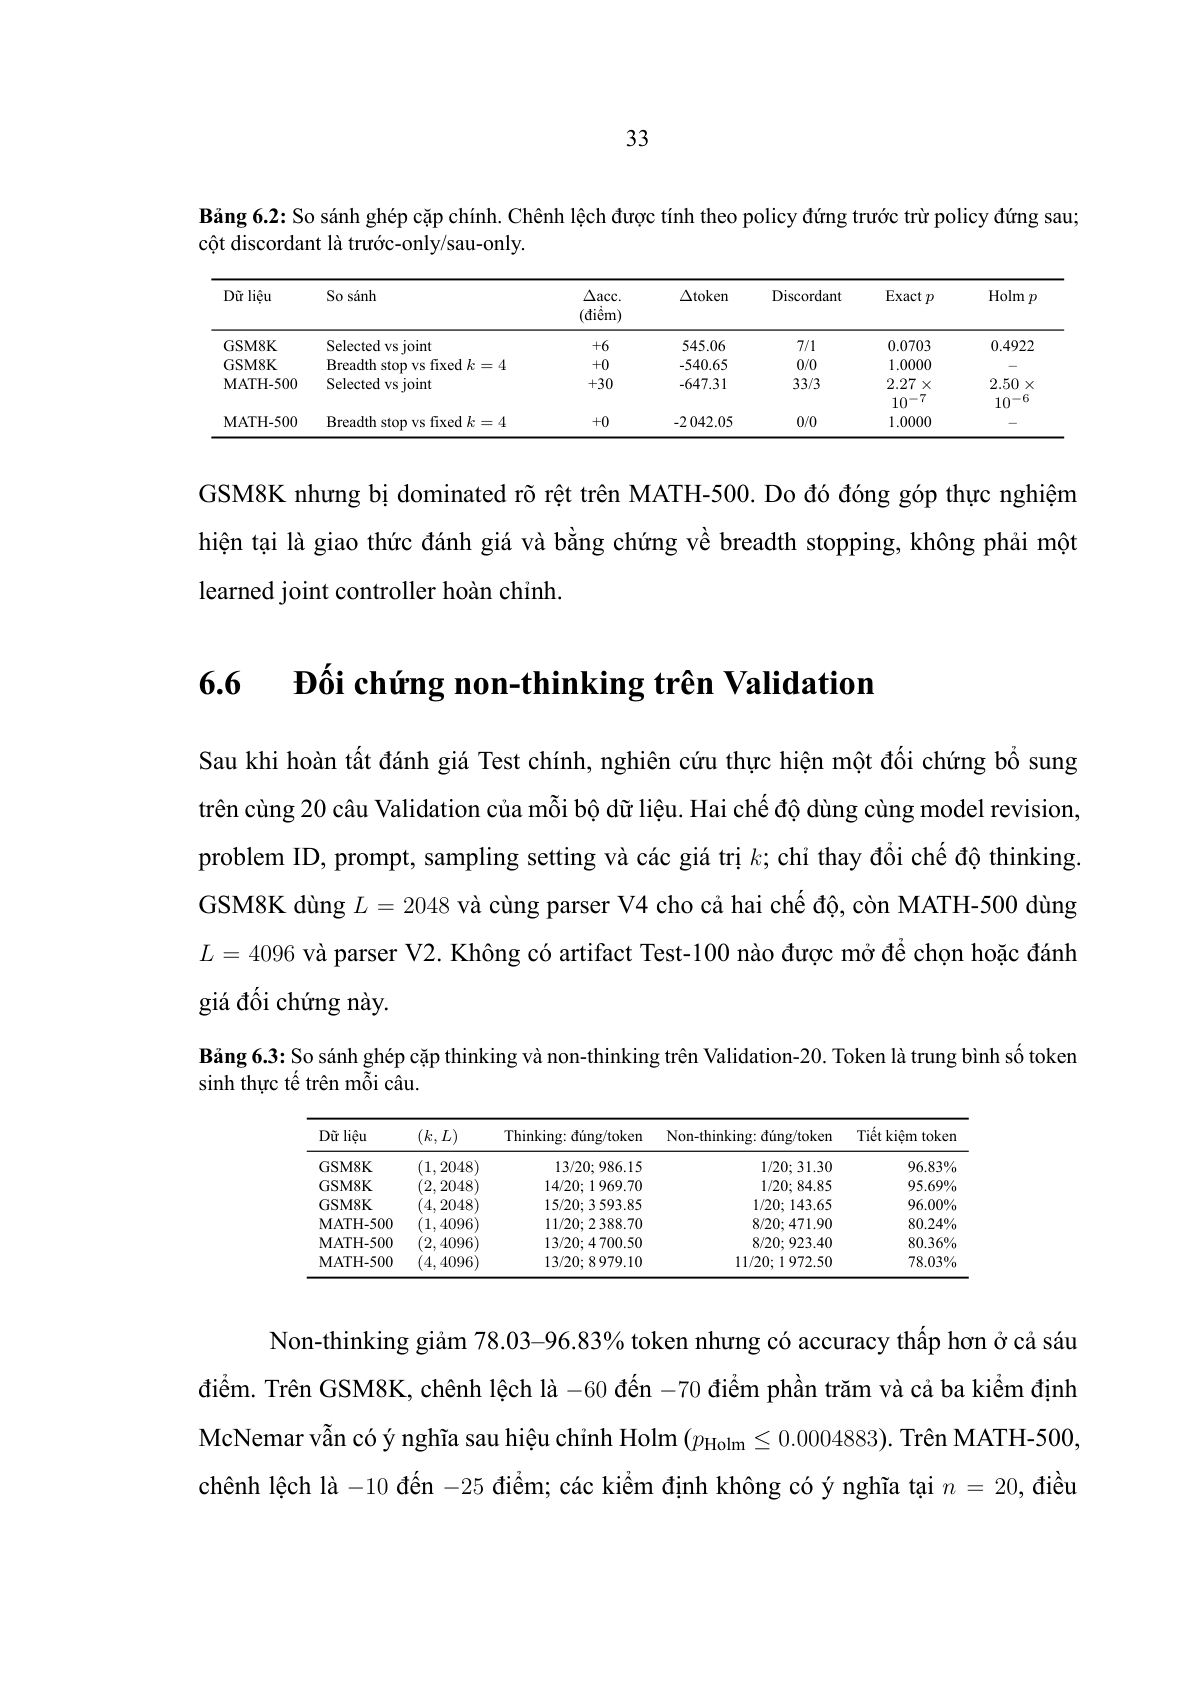 33
Bảng 6.2: So sánh ghép cặp chính. Chênh lệch được tính theo policy đứng trước trừ policy đứng sau;
cột discordant là trước-only/sau-only.
Dữ liệu So sánh Δacc. Δtoken Discordant Exact p Holm p
(điểm)
GSM8K Selected vs joint +6 545.06 7/1 0.0703 0.4922
GSM8K Breadth stop vs fixed k = 4 +0 -540.65 0/0 1.0000 –
MATH-500 Selected vs joint +30 -647.31 33/3 2.27 × 2.50 ×
10⁻⁷ 10⁻⁶
MATH-500 Breadth stop vs fixed k = 4 +0 -2 042.05 0/0 1.0000 –
GSM8K nhưng bị dominated rõ rệt trên MATH-500. Do đó đóng góp thực nghiệm
hiện tại là giao thức đánh giá và bằng chứng về breadth stopping, không phải một
learned joint controller hoàn chỉnh.
6.6 Đối chứng non-thinking trên Validation
Sau khi hoàn tất đánh giá Test chính, nghiên cứu thực hiện một đối chứng bổ sung
trên cùng 20 câu Validation của mỗi bộ dữ liệu. Hai chế độ dùng cùng model revision,
problem ID, prompt, sampling setting và các giá trị k; chỉ thay đổi chế độ thinking.
GSM8K dùng L = 2048 và cùng parser V4 cho cả hai chế độ, còn MATH-500 dùng
L = 4096 và parser V2. Không có artifact Test-100 nào được mở để chọn hoặc đánh
giá đối chứng này.
Bảng 6.3: So sánh ghép cặp thinking và non-thinking trên Validation-20. Token là trung bình số token
sinh thực tế trên mỗi câu.
Dữ liệu (k, L) Thinking: đúng/token Non-thinking: đúng/token Tiết kiệm token
GSM8K (1, 2048) 13/20; 986.15 1/20; 31.30 96.83%
GSM8K (2, 2048) 14/20; 1 969.70 1/20; 84.85 95.69%
GSM8K (4, 2048) 15/20; 3 593.85 1/20; 143.65 96.00%
MATH-500 (1, 4096) 11/20; 2 388.70 8/20; 471.90 80.24%
MATH-500 (2, 4096) 13/20; 4 700.50 8/20; 923.40 80.36%
MATH-500 (4, 4096) 13/20; 8 979.10 11/20; 1 972.50 78.03%
Non-thinking giảm 78.03–96.83% token nhưng có accuracy thấp hơn ở cả sáu
điểm. Trên GSM8K, chênh lệch là −60 đến −70 điểm phần trăm và cả ba kiểm định
McNemar vẫn có ý nghĩa sau hiệu chỉnh Holm (p_Holm ≤ 0.0004883). Trên MATH-500,
chênh lệch là −10 đến −25 điểm; các kiểm định không có ý nghĩa tại n = 20, điều